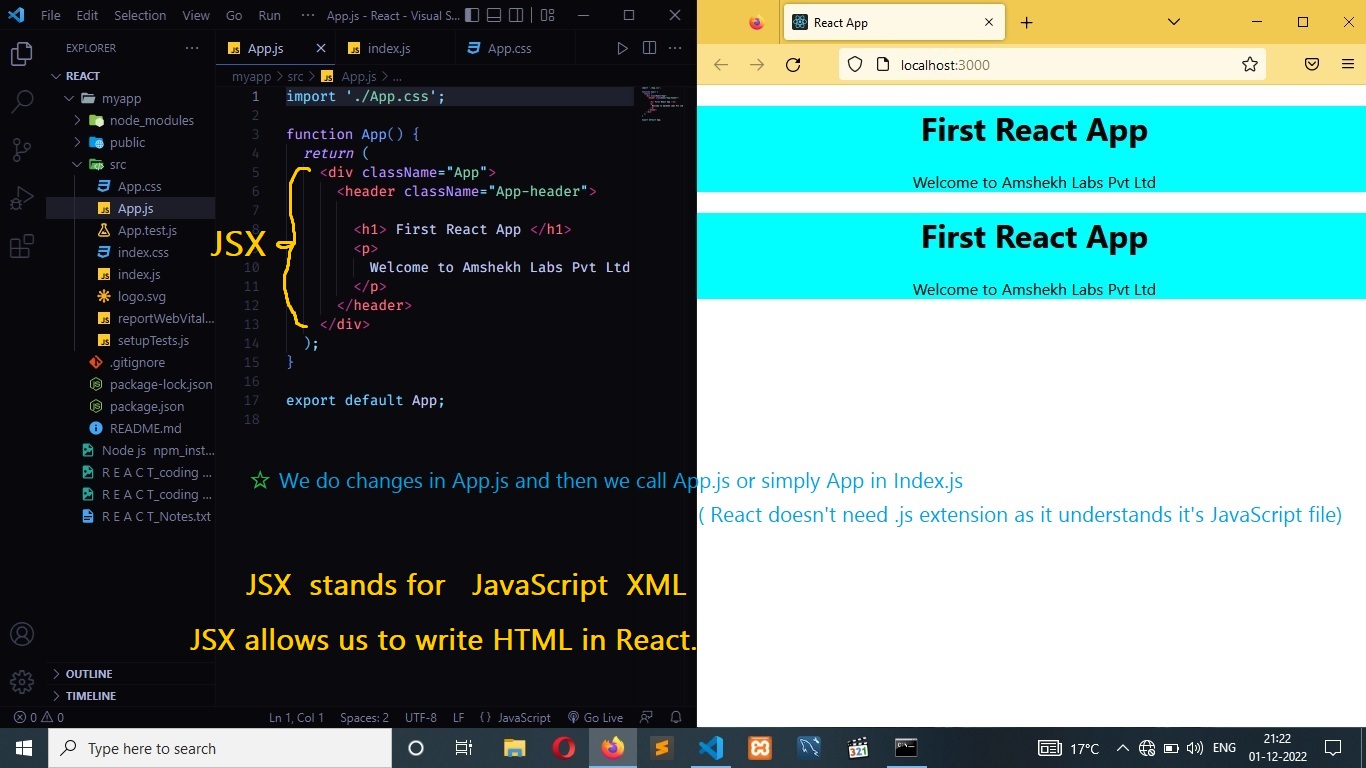 File Edit Selection View Go Run ··· App.js - React - Visual S...
EXPLORER ···
REACT
myapp
node_modules
public
src
App.css
App.js
App.test.js
index.css
index.js
logo.svg
reportWebVital...
setupTests.js
.gitignore
package-lock.json
package.json
README.md
Node js npm_inst...
R E A C T_coding ...
R E A C T_coding ...
R E A C T_Notes.txt
OUTLINE
TIMELINE
App.js index.js App.css ···
myapp > src > App.js > ...
1 import './App.css';
2
3 function App() {
4 return (
5 <div className="App">
6 <header className="App-header">
7
<h1> First React App </h1>
<p>
10 Welcome to Amshekh Labs Pvt Ltd
11 </p>
12 </header>
13 </div>
14 );
15 }
16
17 export default App;
18
JSX
☆ We do changes in App.js and then we call App.js or simply App in Index.js
( React doesn't need .js extension as it understands it's JavaScript file)
JSX stands for JavaScript XML
JSX allows us to write HTML in React.
0 0 Ln 1, Col 1 Spaces: 2 UTF-8 LF {} JavaScript Go Live
React App
localhost:3000
First React App
Welcome to Amshekh Labs Pvt Ltd
First React App
Welcome to Amshekh Labs Pvt Ltd
Type here to search
321
17°C ENG 21:22
01-12-2022